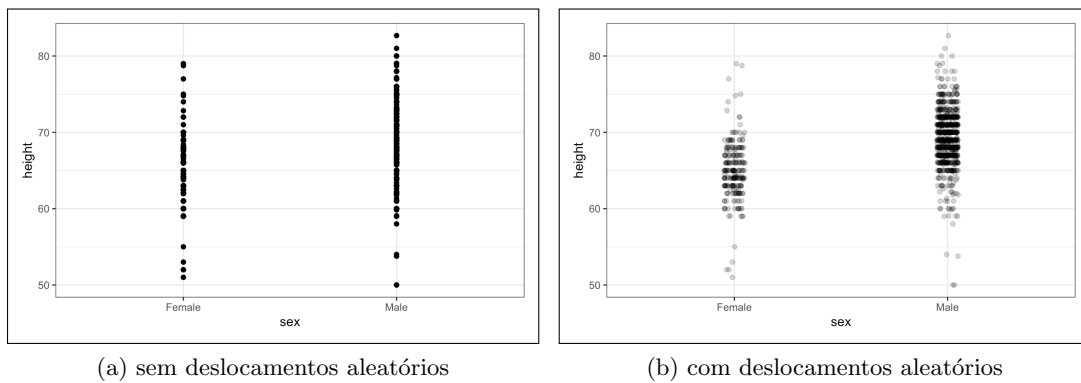 80
70
60
50
height
Female
Male
sex
(a) sem deslocamentos aleatórios
80
70
60
50
height
Female
Male
sex
(b) com deslocamentos aleatórios